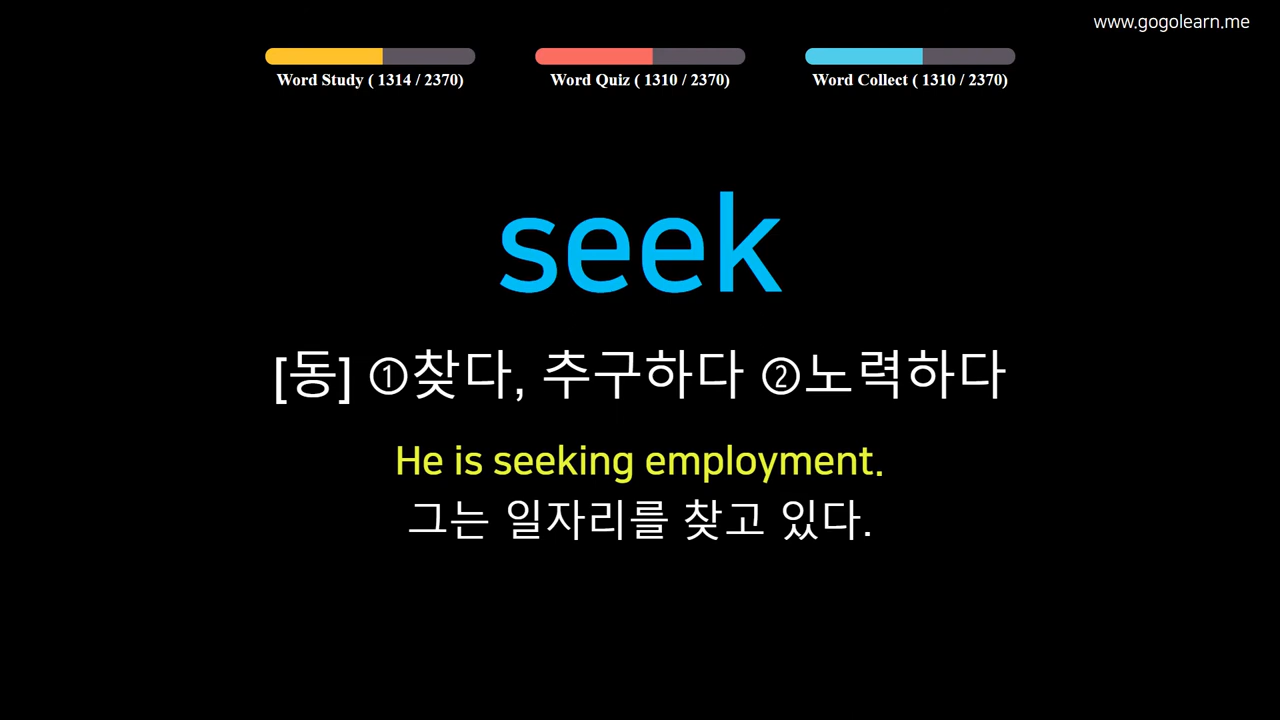 www.gogolearn.me
Word Study ( 1314 / 2370)
Word Quiz ( 1310 / 2370)
Word Collect ( 1310 / 2370)
seek
[동] ①찾다, 추구하다 ②노력하다
He is seeking employment.
그는 일자리를 찾고 있다.